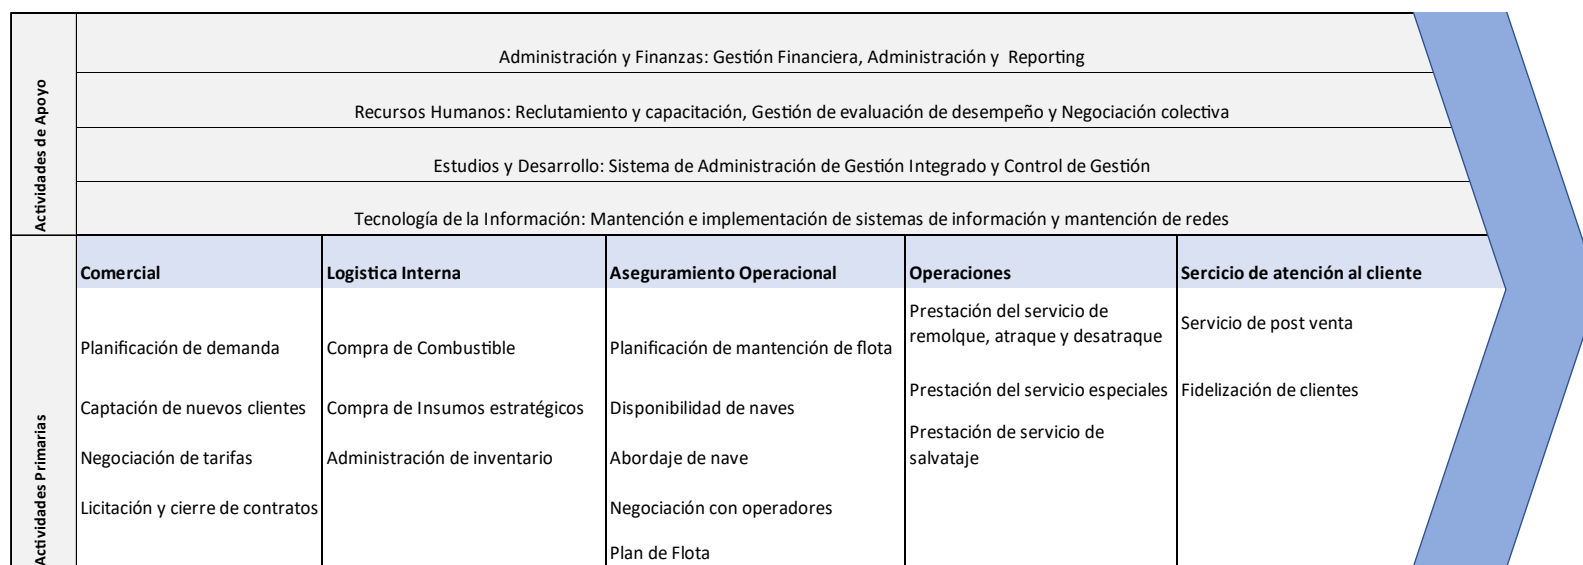 Actividades de Apoyo
Administración y Finanzas: Gestión Financiera, Administración y Reporting
Recursos Humanos: Reclutamiento y capacitación, Gestión de evaluación de desempeño y Negociación colectiva
Estudios y Desarrollo: Sistema de Administración de Gestión Integrado y Control de Gestión
Tecnología de la Información: Mantención e implementación de sistemas de información y mantención de redes
Actividades Primarias
Comercial
Planificación de demanda
Captación de nuevos clientes
Negociación de tarifas
Licitación y cierre de contratos
Logistica Interna
Compra de Combustible
Compra de Insumos estratégicos
Administración de inventario
Aseguramiento Operacional
Planificación de mantención de flota
Disponibilidad de naves
Abordaje de nave
Negociación con operadores
Plan de Flota
Operaciones
Prestación del servicio de
remolque, atraque y desatraque
Prestación del servicio especiales
Prestación de servicio de
salvataje
Sercicio de atención al cliente
Servicio de post venta
Fidelización de clientes